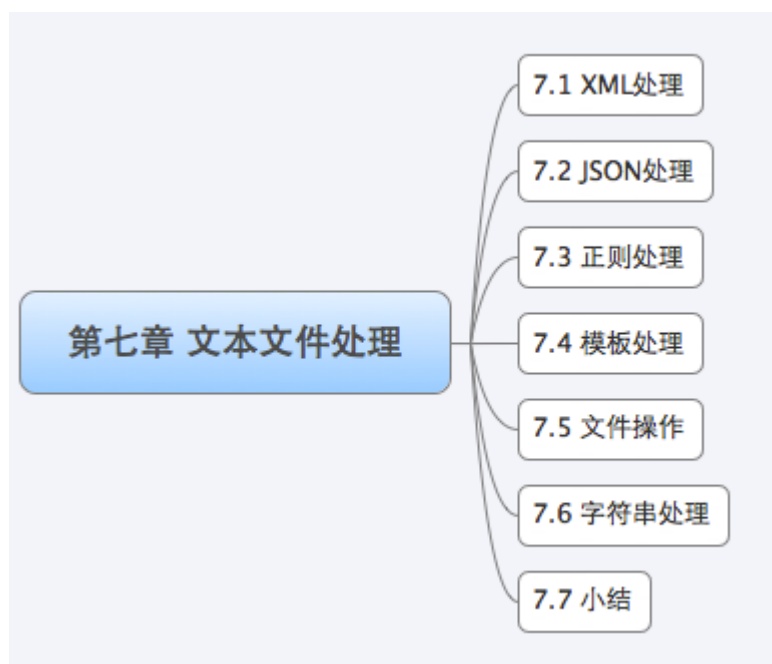 7.1 XML处理
7.2 JSON处理
7.3 正则处理
第七章 文本文件处理
7.4 模板处理
7.5 文件操作
7.6 字符串处理
7.7 小结